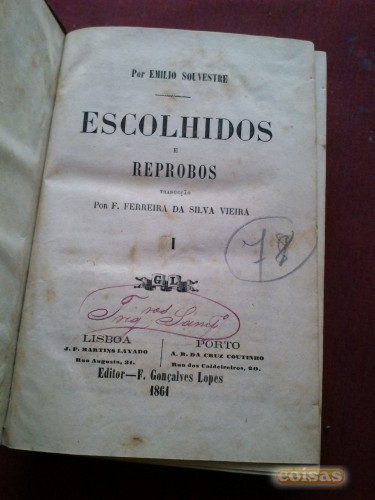 Por EMILIO SOUVESTRE
ESCOLHIDOS
E
REPROBOS
TRADUCÇÃO
POR F. FERREIRA DA SILVA VIEIRA
I
78
G L
LISBOA
J. P. MARTINS LAVADO
Rua Augusta, 31.
PORTO
A. R. DA CRUZ COUTINHO
Rua dos Caldeireiros, 20.
Editor—F. Gonçalves Lopes
1861
coisas